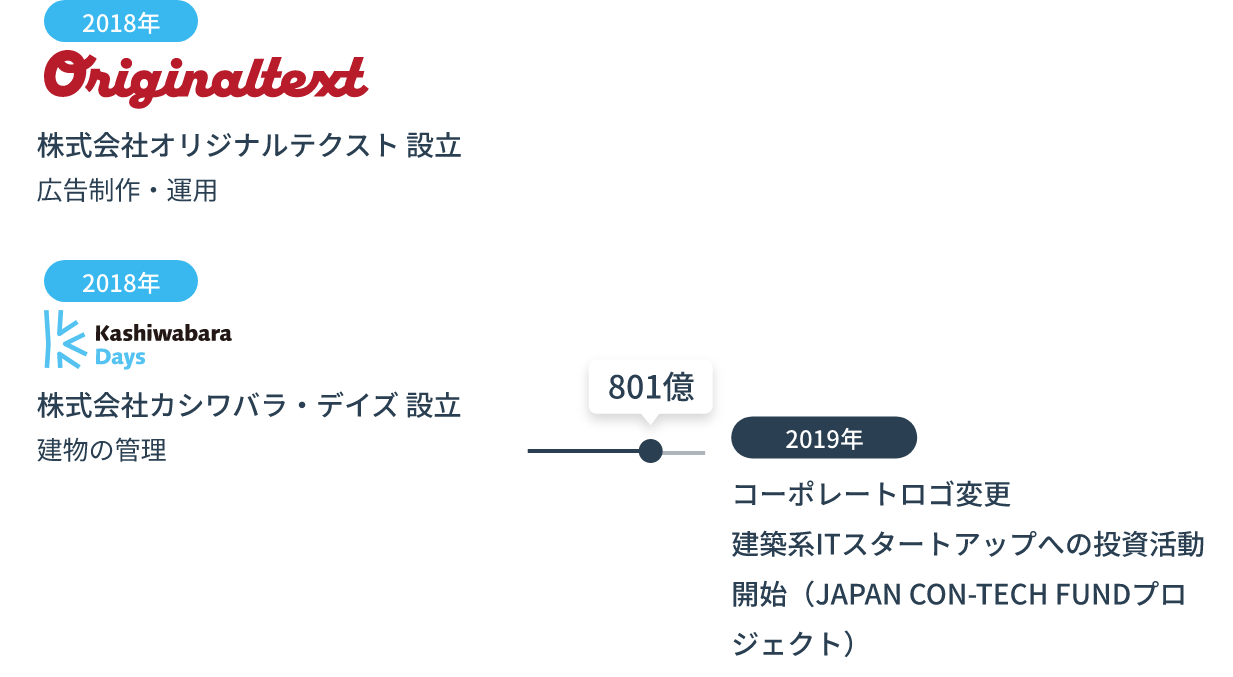 2018年
Originaltext
株式会社オリジナルテクスト 設立
広告制作・運用
2018年
Kashiwabara
Days
株式会社カシワバラ・デイズ 設立
建物の管理
801億
2019年
コーポレートロゴ変更
建築系ITスタートアップへの投資活動
開始（JAPAN CON-TECH FUNDプロ
ジェクト）